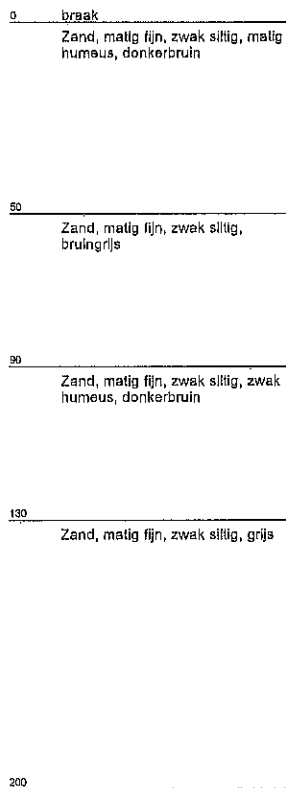 0 braak
Zand, matig fijn, zwak siltig, matig
humeus, donkerbruin
50
Zand, matig fijn, zwak siltig,
bruingrijs
90
Zand, matig fijn, zwak siltig, zwak
humeus, donkerbruin
130
Zand, matig fijn, zwak siltig, grijs
200